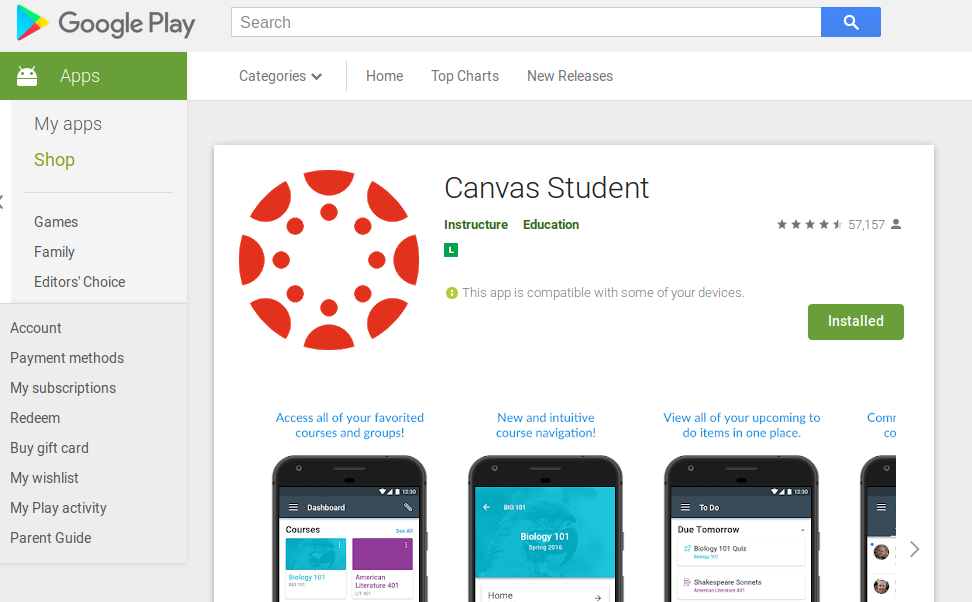 Google Play
Search
Apps
Categories
Home
Top Charts
New Releases
My apps
Shop
Games
Family
Editors' Choice
Account
Payment methods
My subscriptions
Redeem
Buy gift card
My wishlist
My Play activity
Parent Guide
Canvas Student
Instructure Education
57,157
L
This app is compatible with some of your devices.
Installed
Access all of your favorited
courses and groups!
12:30
Dashboard
Courses
See All
Biology 101
BIO 101
American
Literature 401
LIT 401
New and intuitive
course navigation!
BIO 101
Biology 101
Spring 2016
Home
View all of your upcoming to
do items in one place.
12:30
To Do
Due Tomorrow
Biology 101 Quiz
Biology 101
Shakespeare Sonnets
American Literature 401
Comm
co